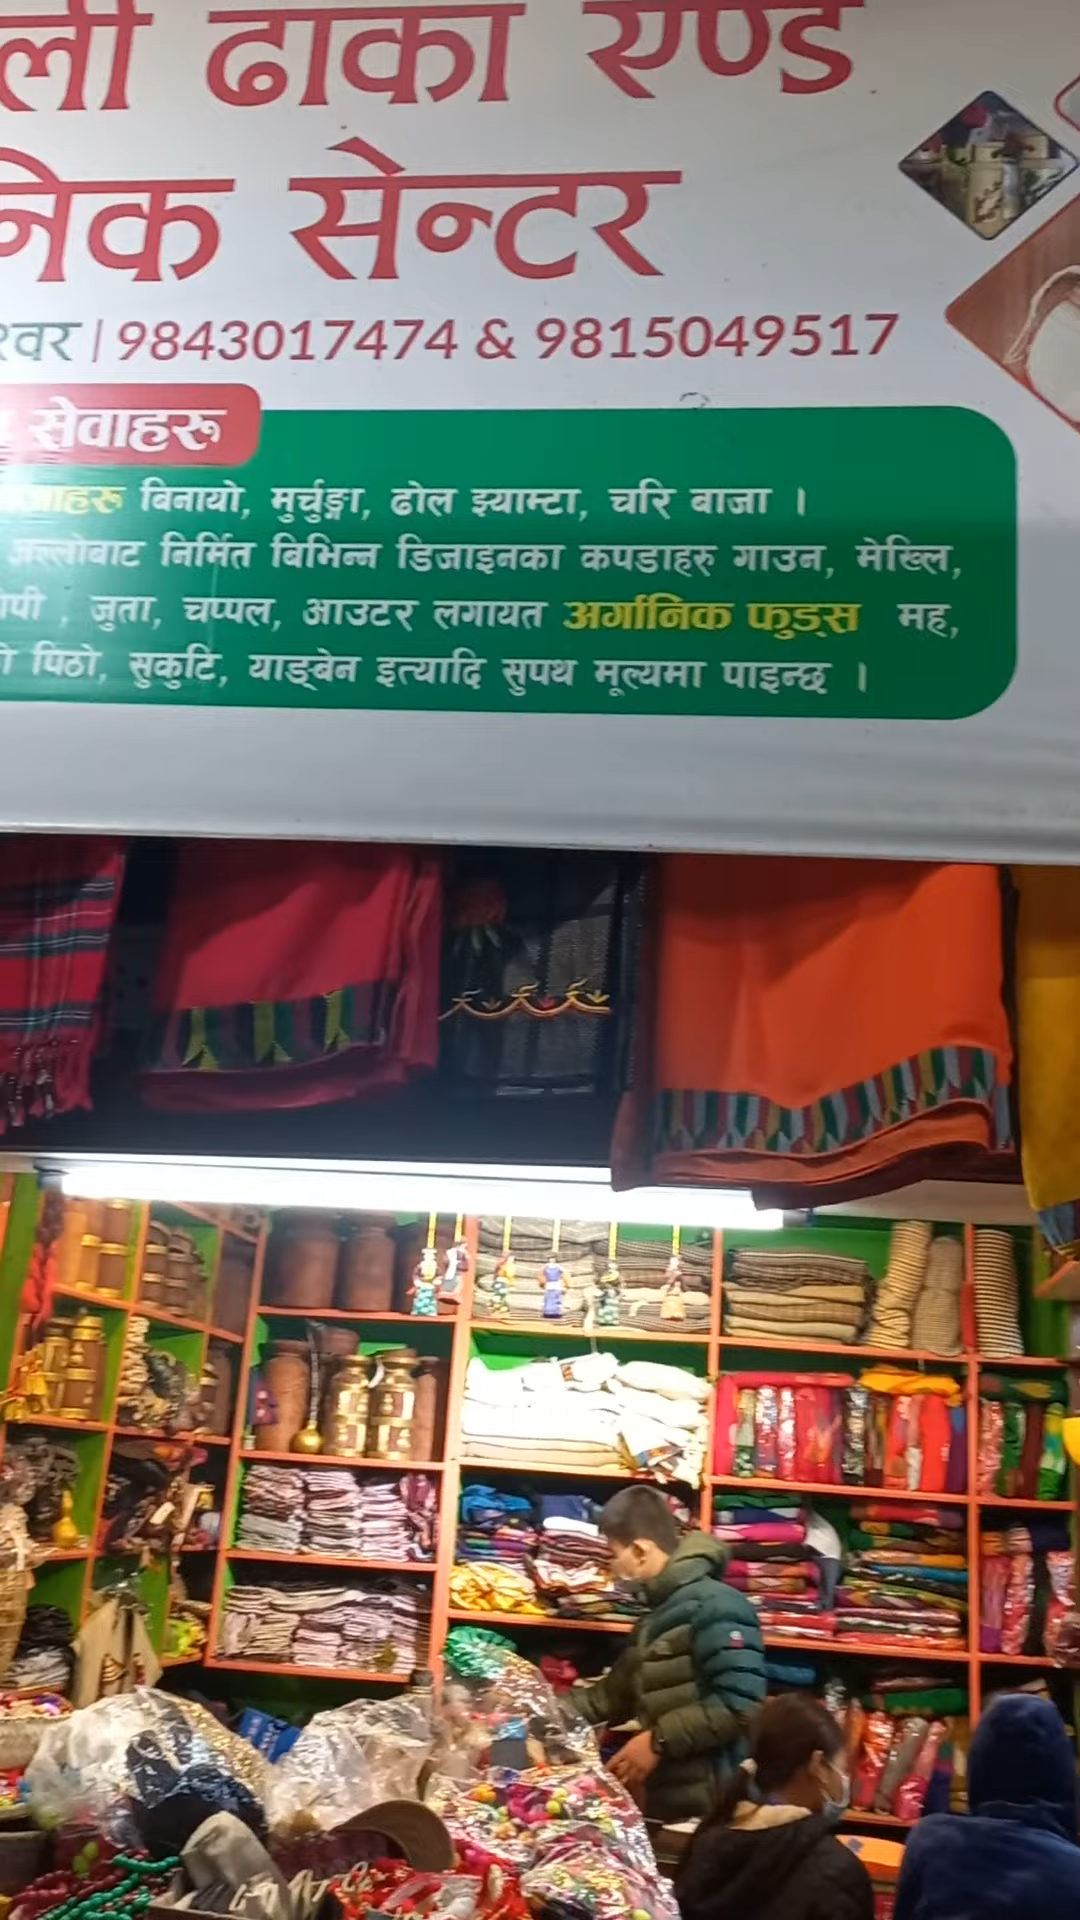 ली ढाका एण्ड
निक सेन्टर
श्वर | 9843017474 & 9815049517
सेवाहरू
बिनायो, मुर्चुङ्गा, ढोल झ्याम्टा, चरि बाजा ।
अल्लोबाट निर्मित बिभिन्न डिजाइनका कपडाहरु गाउन, मेख्लि,
जुता, चप्पल, आउटर लगायत अर्गानिक फुड्स मह,
पिठो, सुकुटि, याङ्बेन इत्यादि सुपथ मूल्यमा पाइन्छ ।